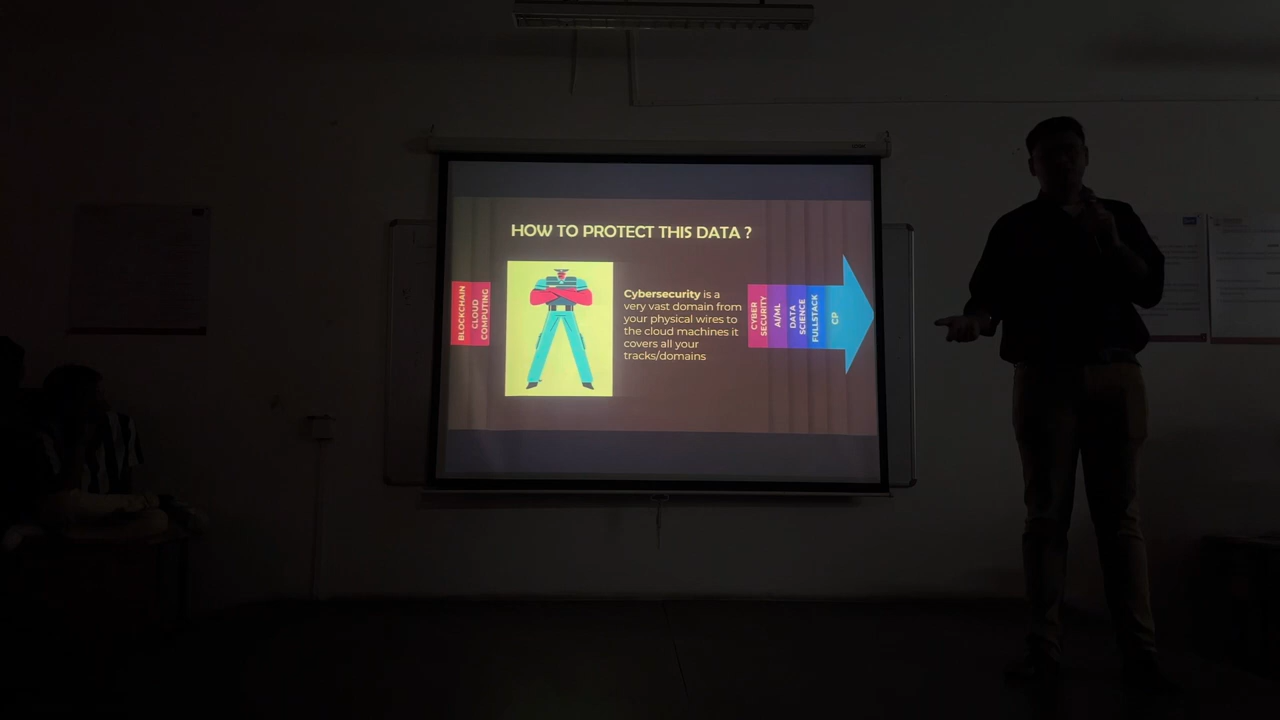 HOW TO PROTECT THIS DATA ?
BLOCKCHAIN
CLOUD
COMPUTING
Cybersecurity is a
very vast domain from
your physical wires to
the cloud machines it
covers all your
tracks/domains
CYBER
SECURITY
AI/ML
DATA
SCIENCE
FULLSTACK
CP